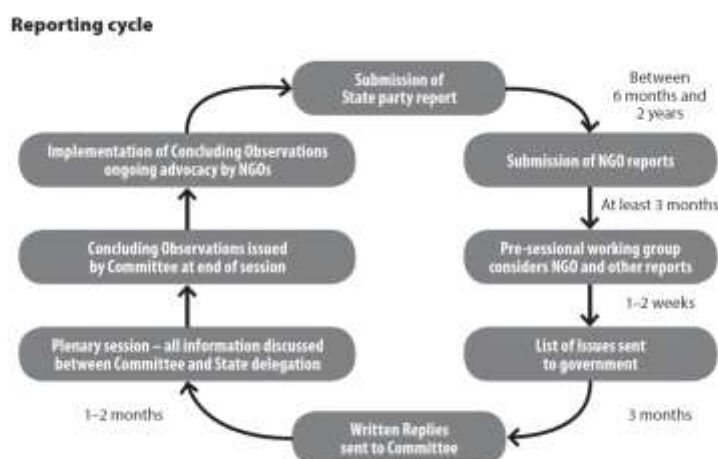 Reporting cycle
Submission of
State party report
Between
6 months and
2 years
Submission of NGO reports
At least 3 months
Pre-sessional working group
considers NGO and other reports
1–2 weeks
List of Issues sent
to government
3 months
Written Replies
sent to Committee
1–2 months
Plenary session – all information discussed
between Committee and State delegation
Concluding Observations issued
by Committee at end of session
Implementation of Concluding Observations
ongoing advocacy by NGOs